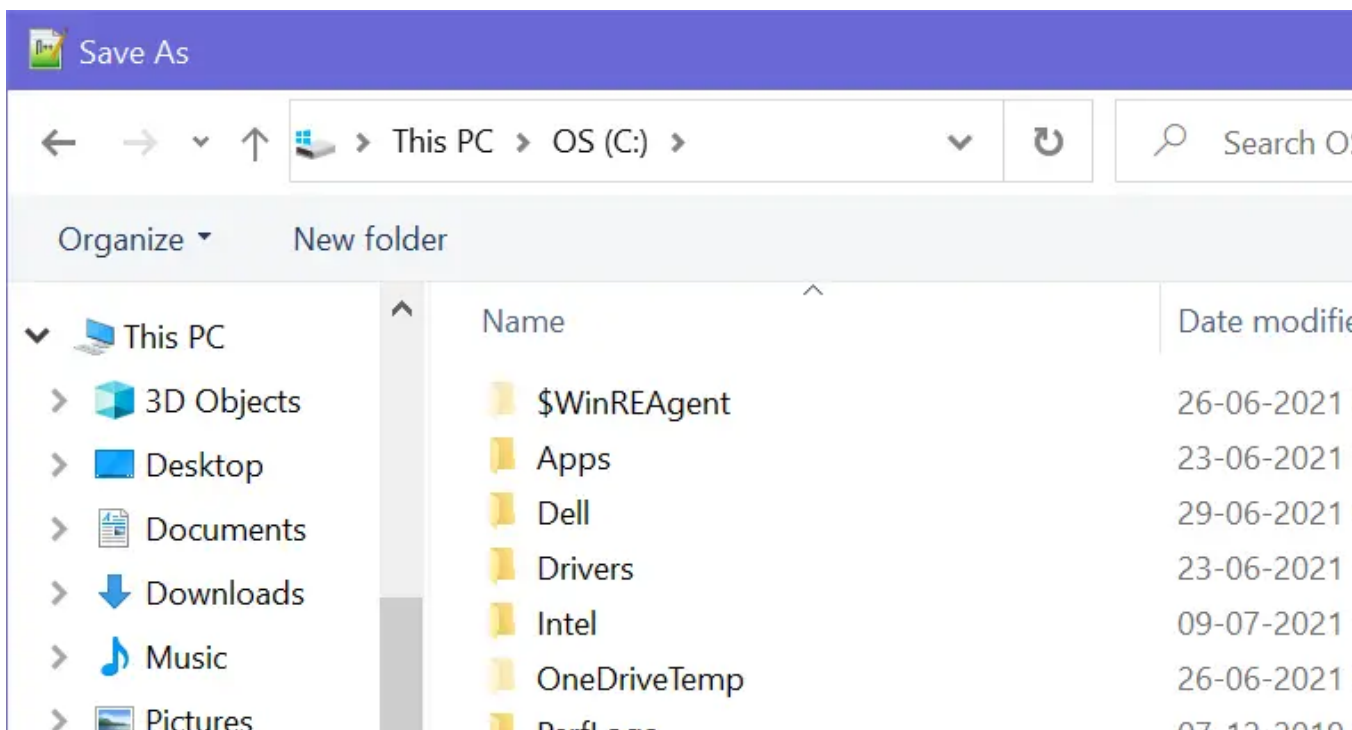 Save As
This PC > OS (C:) >
Search
Organize
New folder
This PC
3D Objects
Desktop
Documents
Downloads
Music
Pictures
Name
Date
$WinREAgent 26-06-2021
Apps 23-06-2021
Dell 29-06-2021
Drivers 23-06-2021
Intel 09-07-2021
OneDriveTemp 26-06-2021